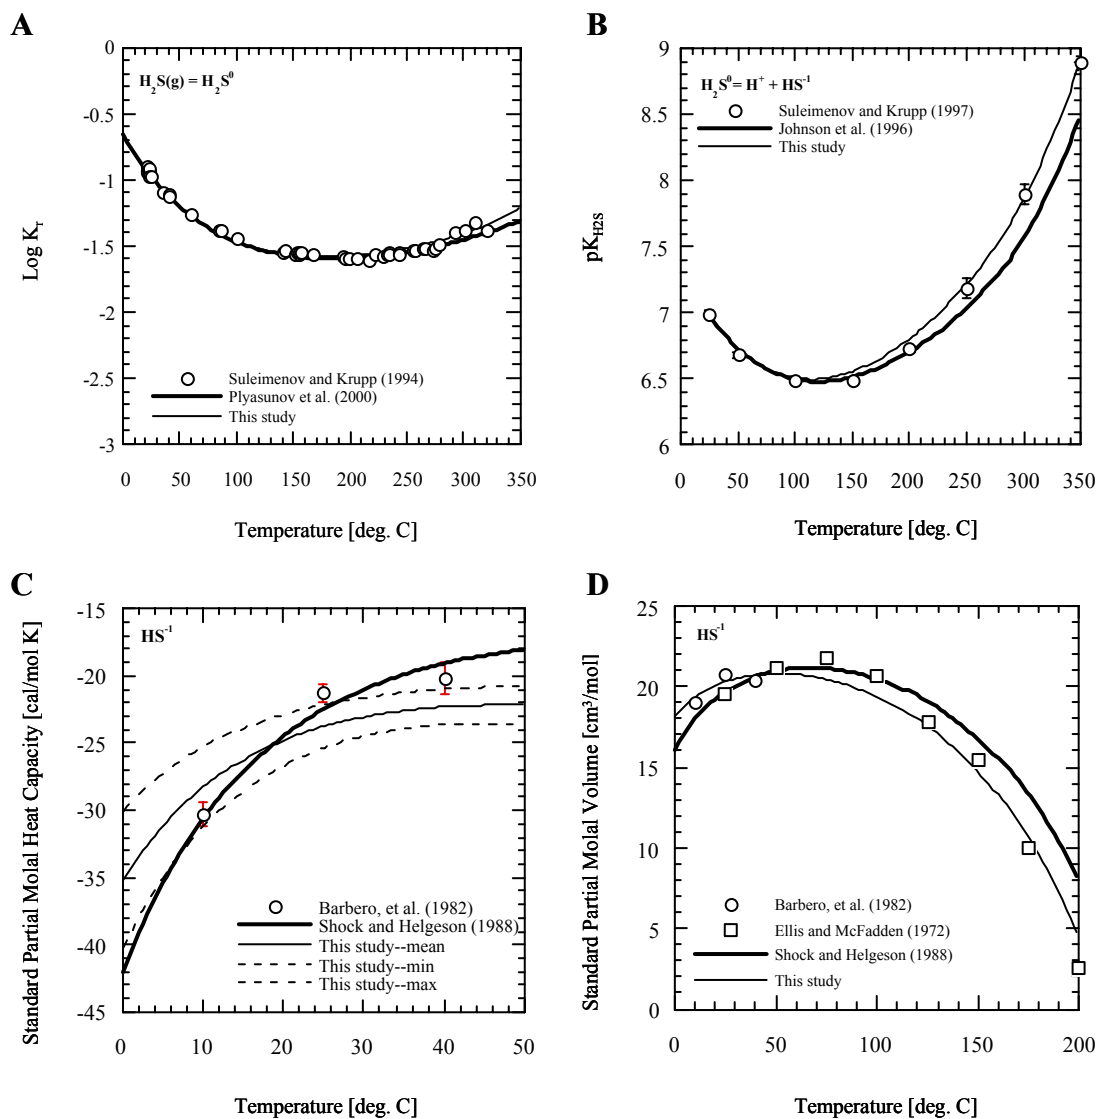 A
0
-0.5
-1
-1.5
-2
-2.5
-3
Log Kr
H2S(g) = H2S0
Suleimenov and Krupp (1994)
Plyasunov et al. (2000)
This study
0 50 100 150 200 250 300 350
Temperature [deg. C]
B
9
8.5
8
7.5
7
6.5
6
pKH2S
H2S0= H+ + HS-1
Suleimenov and Krupp (1997)
Johnson et al. (1996)
This study
0 50 100 150 200 250 300 350
Temperature [deg. C]
C
-15
-20
-25
-30
-35
-40
-45
Standard Partial Molal Heat Capacity [cal/mol K]
HS-1
Barbero, et al. (1982)
Shock and Helgeson (1988)
This study--mean
This study--min
This study--max
0 10 20 30 40 50
Temperature [deg. C]
D
25
20
15
10
5
0
Standard Partial Molal Volume [cm³/mol]
HS-1
Barbero, et al. (1982)
Ellis and McFadden (1972)
Shock and Helgeson (1988)
This study
0 50 100 150 200
Temperature [deg. C]